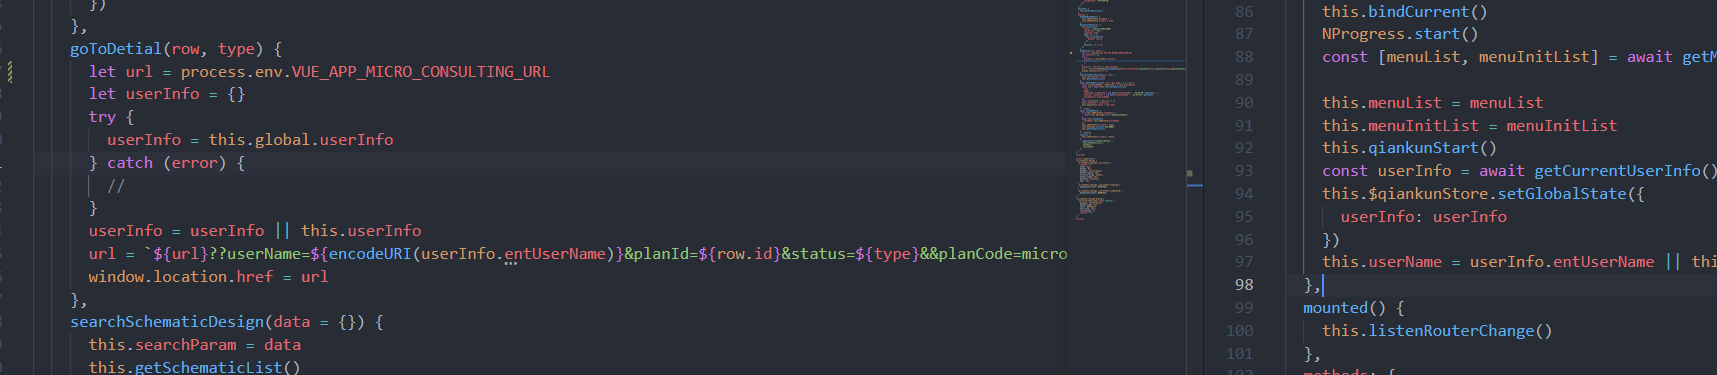 })
},
goToDetial(row, type) {
let url = process.env.VUE_APP_MICRO_CONSULTING_URL
let userInfo = {}
try {
userInfo = this.global.userInfo
} catch (error) {
//
}
userInfo = userInfo || this.userInfo
url = `${url}??userName=${encodeURI(userInfo.entUserName)}&planId=${row.id}&status=${type}&&planCode=micro
window.location.href = url
},
searchSchematicDesign(data = {}) {
this.searchParam = data
this.getSchematicList()
86 this.bindCurrent()
87 NProgress.start()
88 const [menuList, menuInitList] = await getM
89
90 this.menuList = menuList
91 this.menuInitList = menuInitList
92 this.qiankunStart()
93 const userInfo = await getCurrentUserInfo()
94 this.$qiankunStore.setGlobalState({
95 userInfo: userInfo
96 })
97 this.userName = userInfo.entUserName || thi
98 },
99 mounted() {
100 this.listenRouterChange()
101 },
102 methods: {